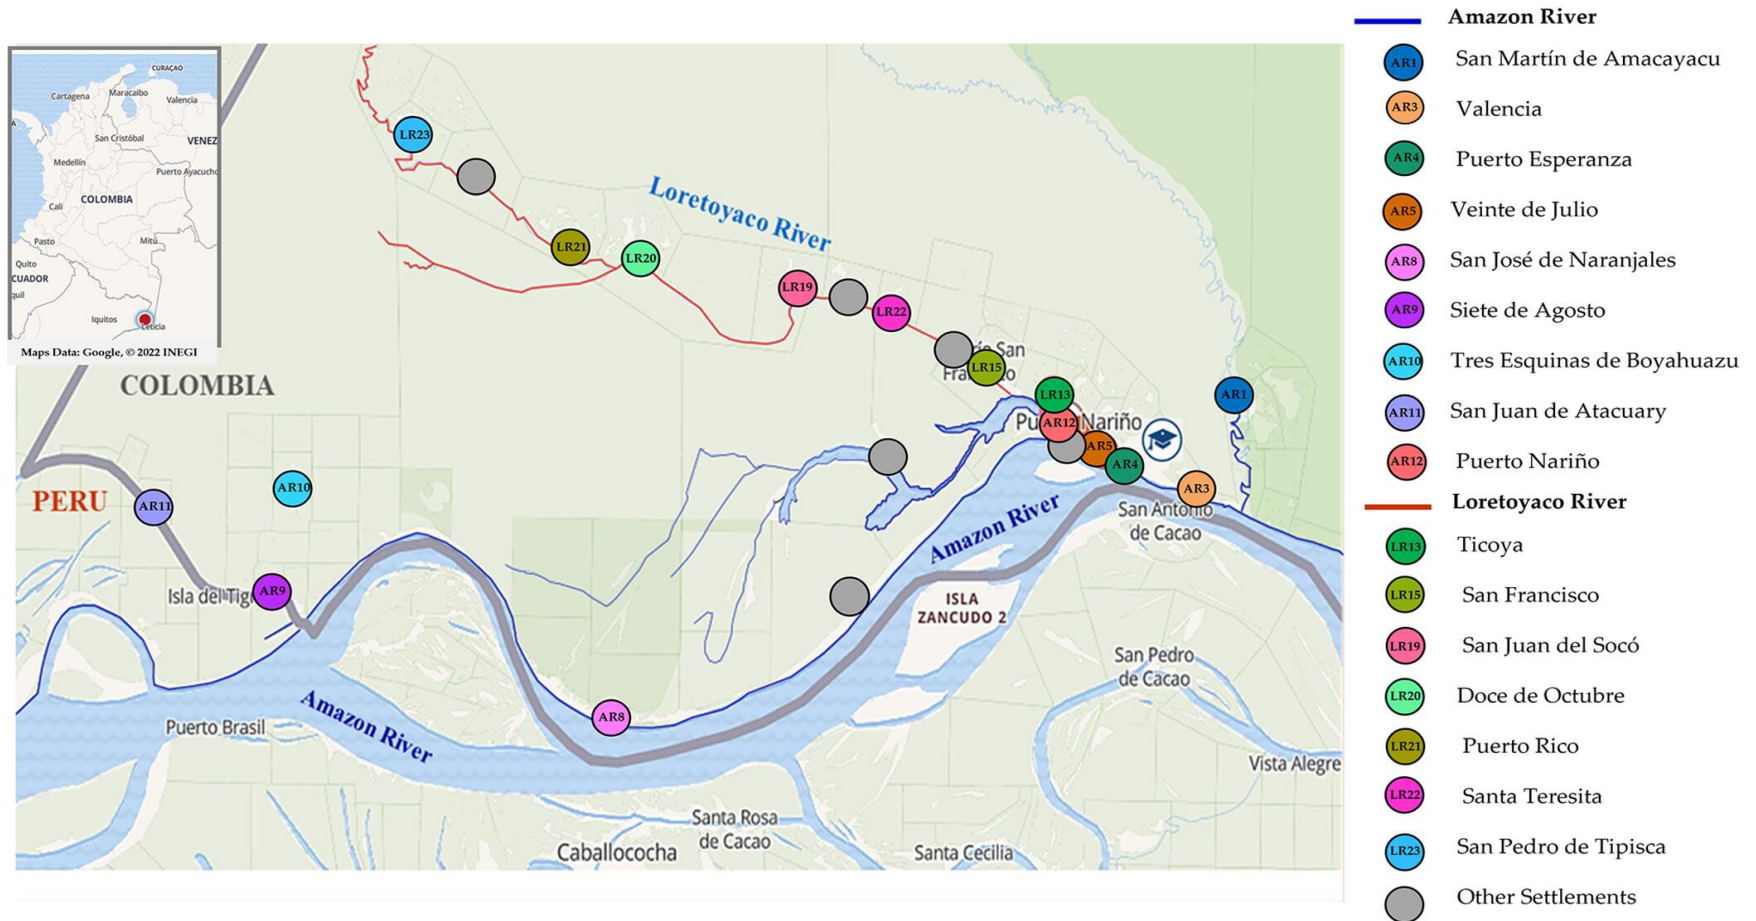 CURAÇAO
Cartagena
Maracaibo
Valencia
San Cristóbal
VENEZ
Medellín
Puerto Ayacucho
COLOMBIA
Cali
Pasto
Mitú
Quito
CUADOR
quil
Iquitos
Leticia
Maps Data: Google, © 2022 INEGI
COLOMBIA
PERU
Loretoyaco River
LR23
LR21
LR20
LR19
LR22
LR15
LR13
AR12
AR5
AR4
AR3
AR1
AR10
AR11
AR9
AR8
Isla del Tigr
Puerto Brasil
Amazon River
Amazon River
ISLA
ZANCUDO 2
San Antonio
de Cacao
San Pedro
de Cacao
Vista Alegre
Santa Rosa
de Cacao
Caballococha
Santa Cecilia
Nariño
Amazon River
AR1 San Martín de Amacayacu
AR3 Valencia
AR4 Puerto Esperanza
AR5 Veinte de Julio
AR8 San José de Naranjales
AR9 Siete de Agosto
AR10 Tres Esquinas de Boyahuazu
AR11 San Juan de Atacuary
AR12 Puerto Nariño
Loretoyaco River
LR13 Ticoya
LR15 San Francisco
LR19 San Juan del Socó
LR20 Doce de Octubre
LR21 Puerto Rico
LR22 Santa Teresita
LR23 San Pedro de Tipisca
Other Settlements